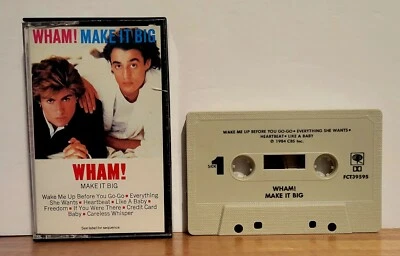 WHAM! MAKE IT BIG
WHAM!
MAKE IT BIG
Wake Me Up Before You Go-Go • Everything
She Wants • Heartbeat • Like A Baby •
Freedom • If You Were There • Credit Card
Baby • Careless Whisper
WAKE ME UP BEFORE YOU GO-GO • EVERYTHING SHE WANTS •
HEARTBEAT • LIKE A BABY
℗ 1984 CBS Inc.
SIDE
1
FCT39595
WHAM!
MAKE IT BIG